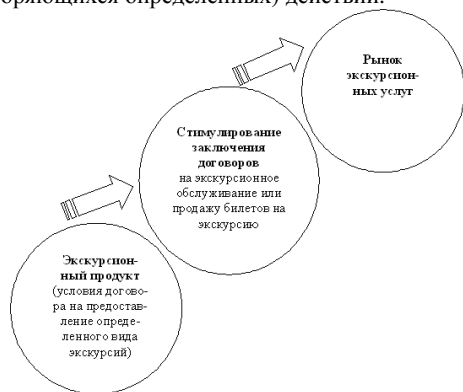 оряющихся определенных) действий.
Рынок
экскурсион-
ных услуг
Стимулирование
заключения
договоров
на экскурсионное
обслуживание или
продажу билетов на
экскурсию
Экскурсион-
ный продукт
(условия догово-
ра на предостав-
ление опреде-
ленного вида
экскурсий)